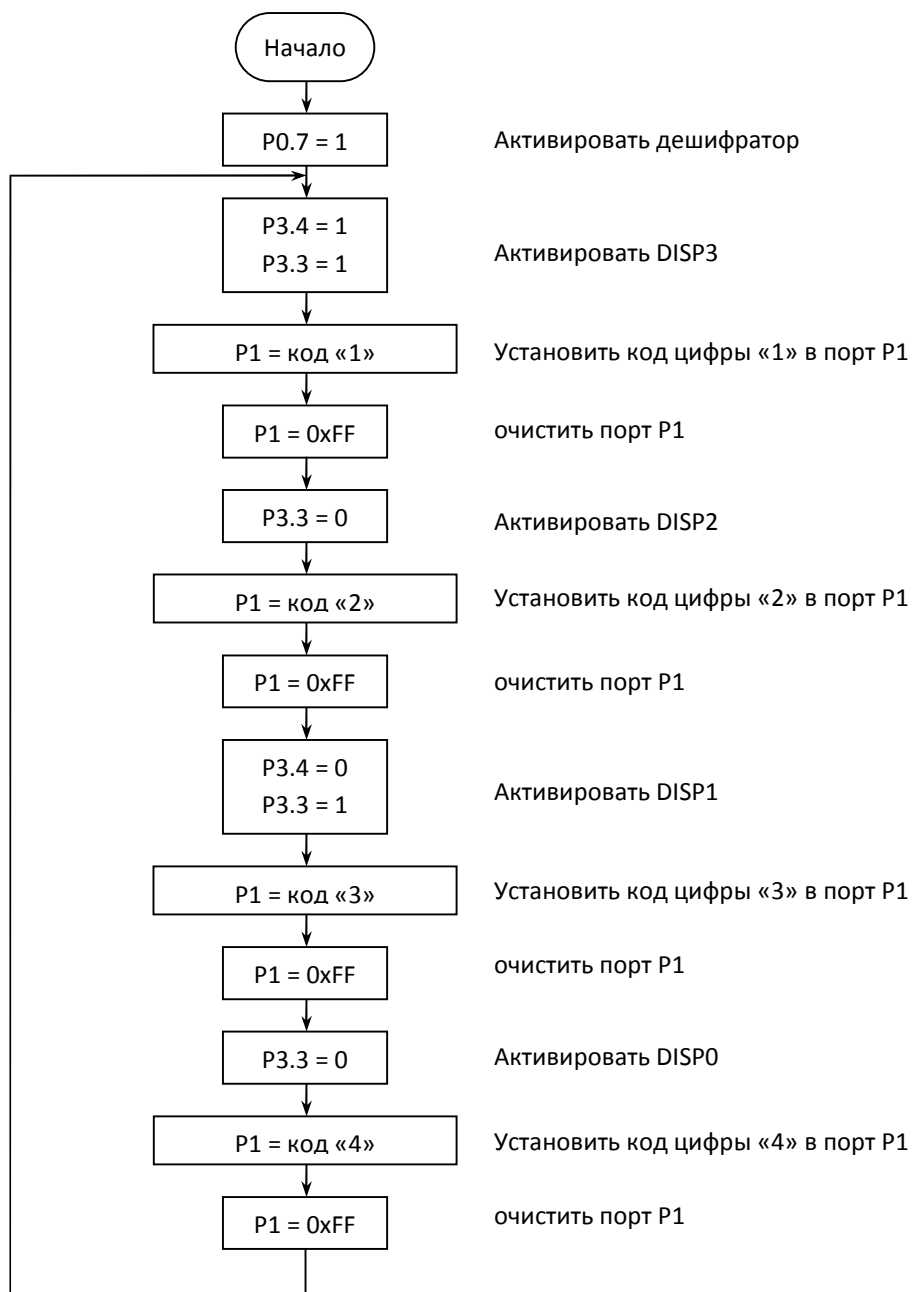 Начало
P0.7 = 1
Активировать дешифратор
P3.4 = 1
P3.3 = 1
Активировать DISP3
P1 = код «1»
Установить код цифры «1» в порт P1
P1 = 0xFF
очистить порт P1
P3.3 = 0
Активировать DISP2
P1 = код «2»
Установить код цифры «2» в порт P1
P1 = 0xFF
очистить порт P1
P3.4 = 0
P3.3 = 1
Активировать DISP1
P1 = код «3»
Установить код цифры «3» в порт P1
P1 = 0xFF
очистить порт P1
P3.3 = 0
Активировать DISP0
P1 = код «4»
Установить код цифры «4» в порт P1
P1 = 0xFF
очистить порт P1